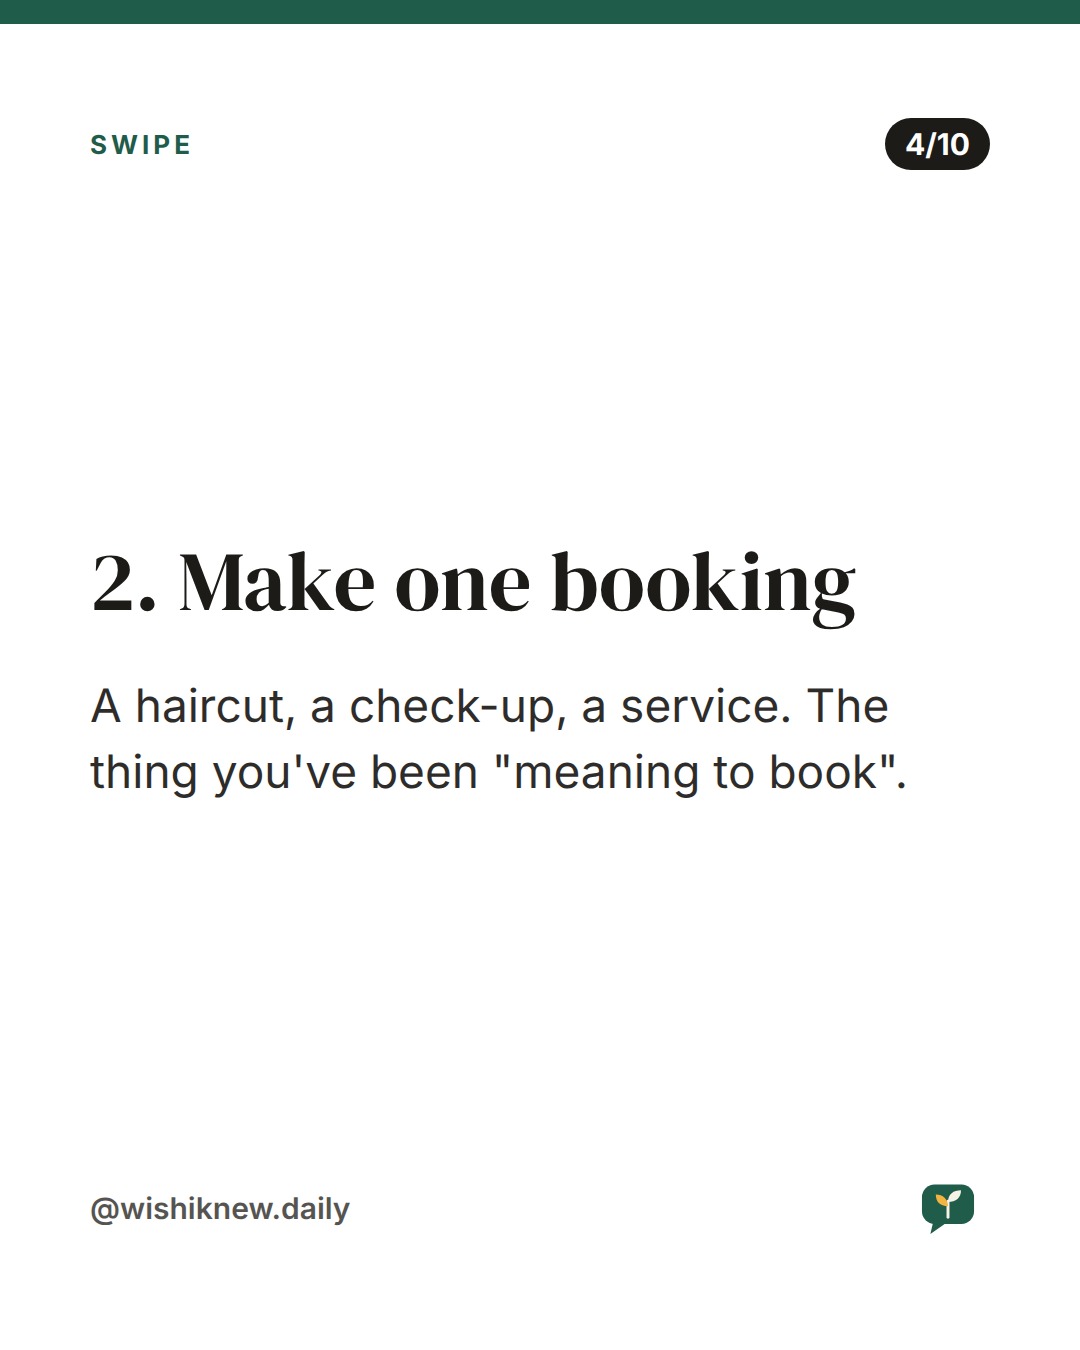 SWIPE
4/10
2. Make one booking
A haircut, a check-up, a service. The
thing you've been "meaning to book".
@wishiknew.daily